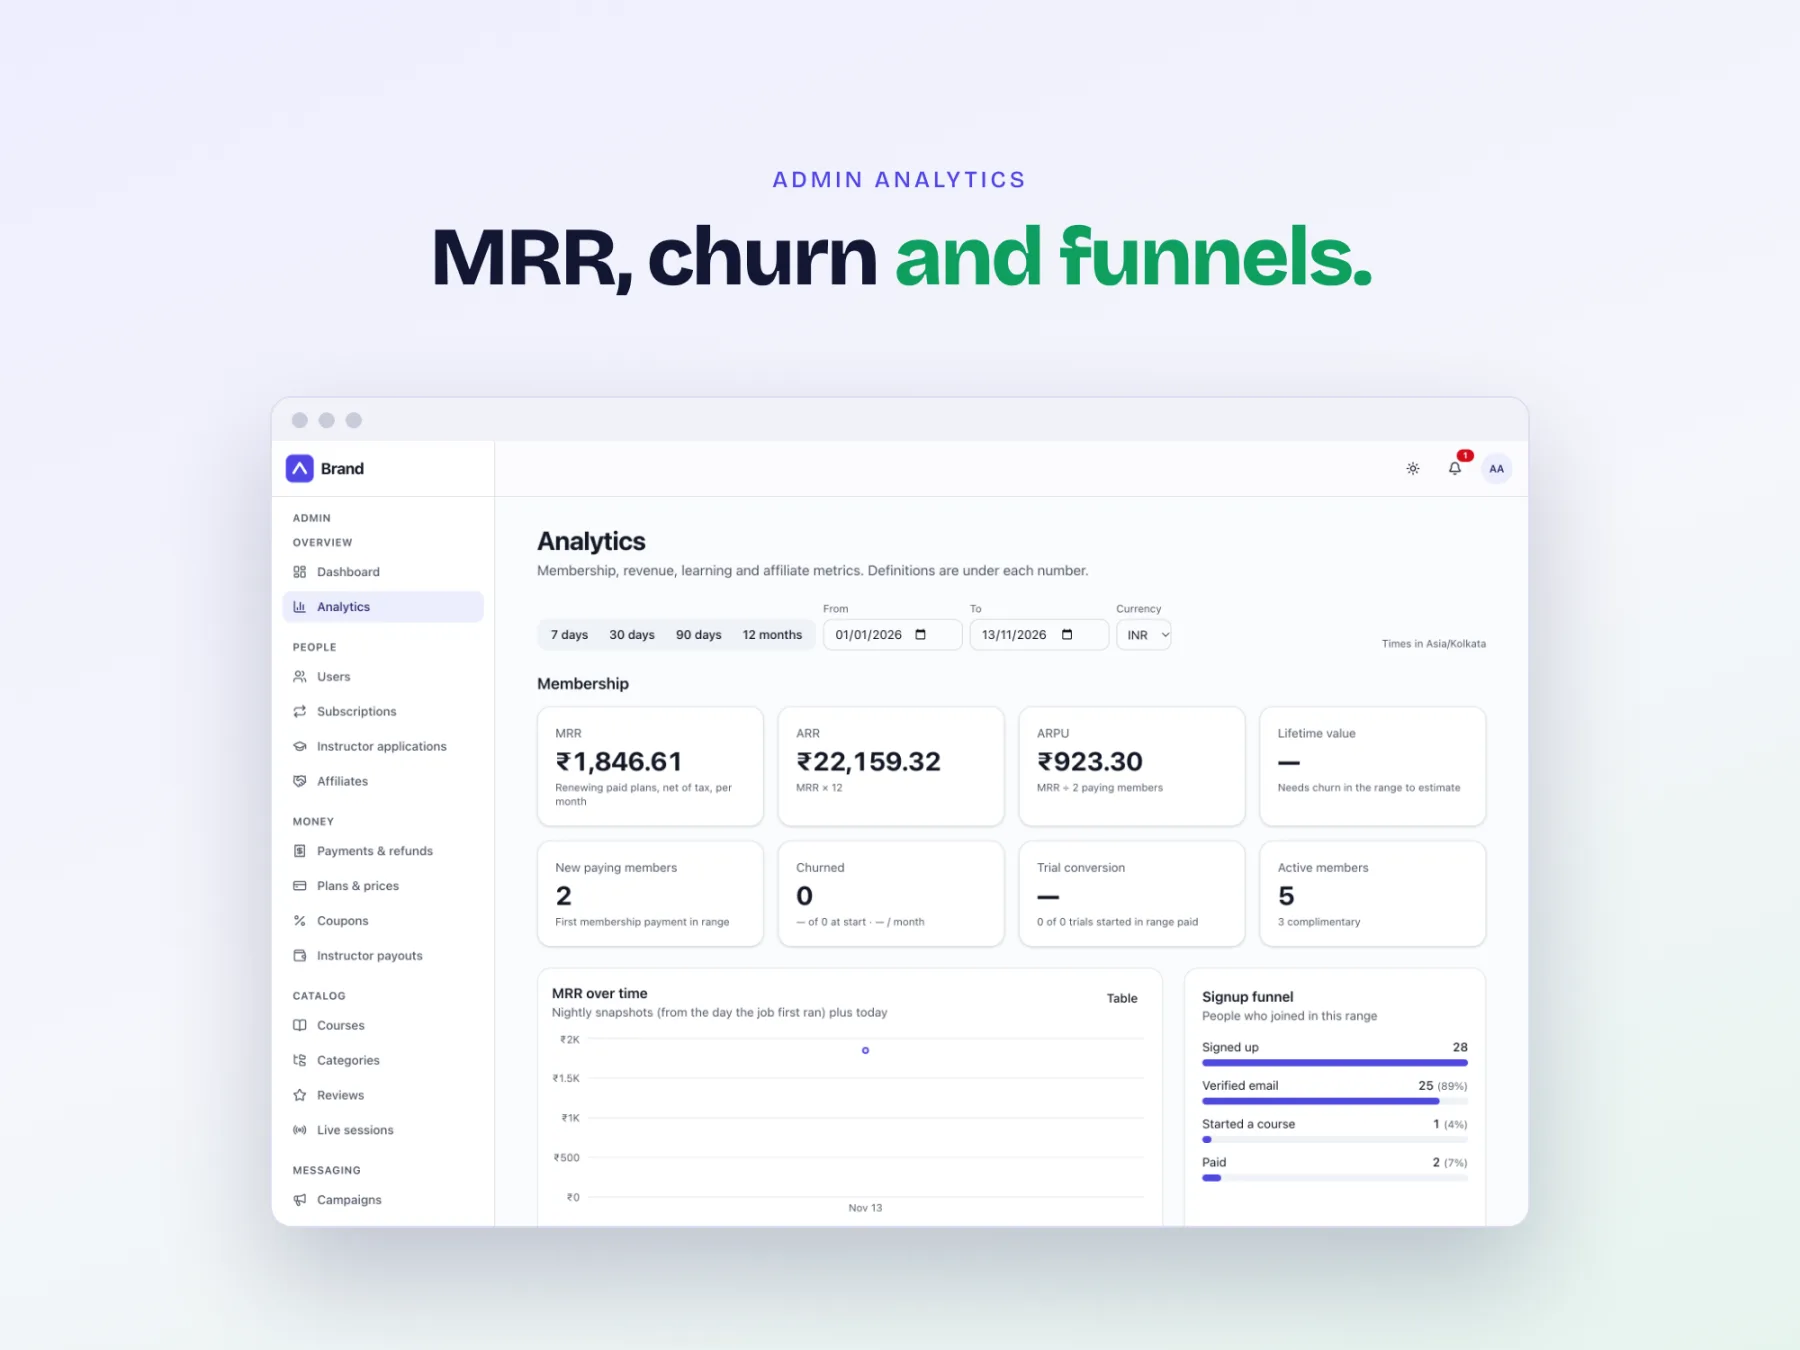 ADMIN ANALYTICS
MRR, churn and funnels.
Brand
1
AA
ADMIN
OVERVIEW
Dashboard
Analytics
PEOPLE
Users
Subscriptions
Instructor applications
Affiliates
MONEY
Payments & refunds
Plans & prices
Coupons
Instructor payouts
CATALOG
Courses
Categories
Reviews
Live sessions
MESSAGING
Campaigns
Analytics
Membership, revenue, learning and affiliate metrics. Definitions are under each number.
From
To
Currency
7 days 30 days 90 days 12 months 01/01/2026 13/11/2026 INR
Times in Asia/Kolkata
Membership
MRR
₹1,846.61
Renewing paid plans, net of tax, per
month
ARR
₹22,159.32
MRR × 12
ARPU
₹923.30
MRR ÷ 2 paying members
Lifetime value
—
Needs churn in the range to estimate
New paying members
2
First membership payment in range
Churned
0
— of 0 at start · — / month
Trial conversion
—
0 of 0 trials started in range paid
Active members
5
3 complimentary
MRR over time
Nightly snapshots (from the day the job first ran) plus today
Table
₹2K
₹1.5K
₹1K
₹500
₹0
Nov 13
Signup funnel
People who joined in this range
Signed up 28
Verified email 25 (89%)
Started a course 1 (4%)
Paid 2 (7%)